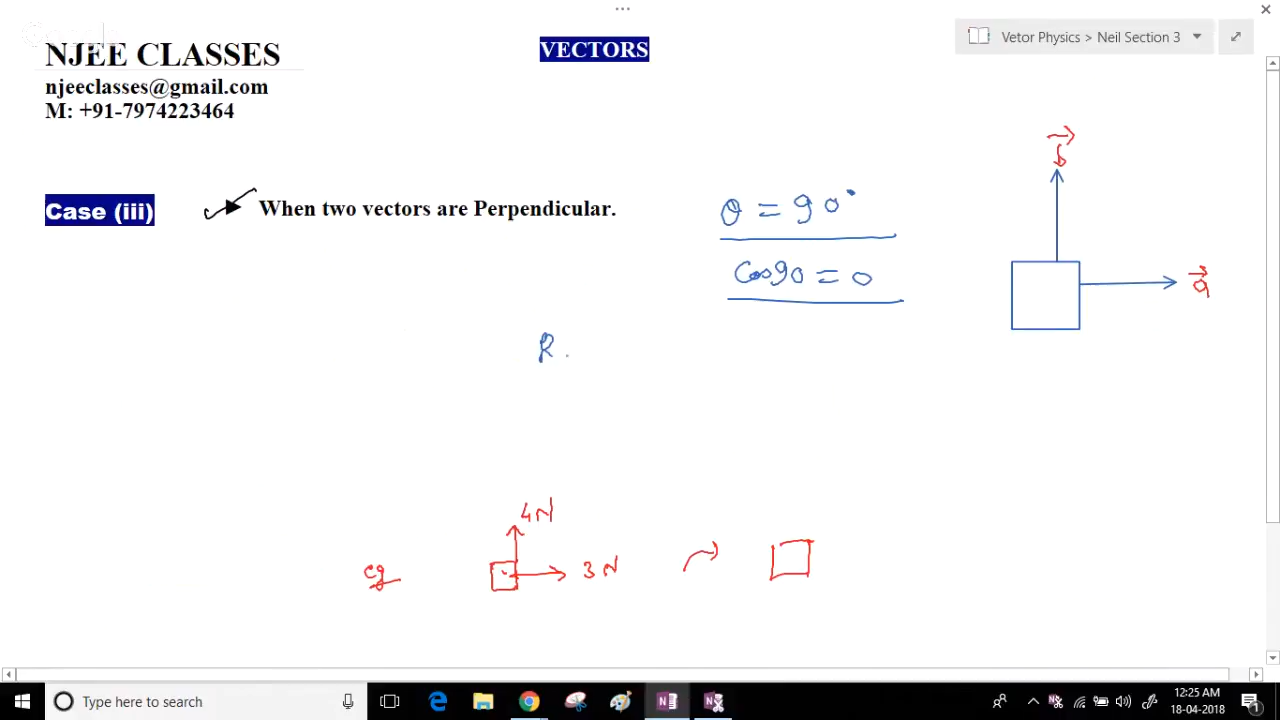 NJEE CLASSES
VECTORS
Vetor Physics > Neil Section 3
njeeclasses@gmail.com
M: +91-7974223464
b
Case (iii)
When two vectors are Perpendicular.
θ = 90°
cos90 = 0
a
R
4N
eg
3N
Type here to search
12:25 AM
18-04-2018
1